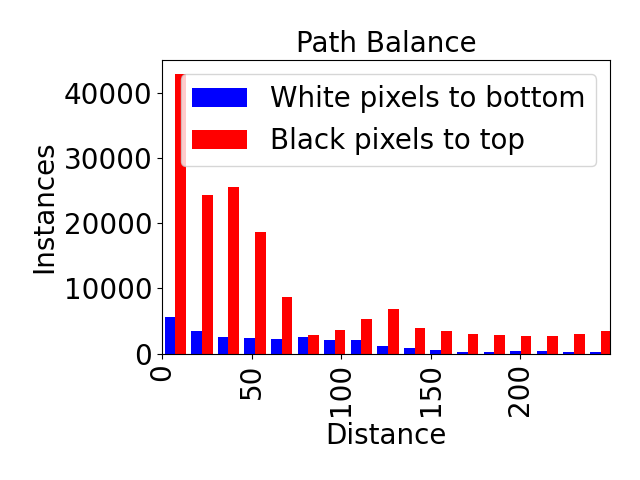 Path Balance
White pixels to bottom
Black pixels to top
Instances
40000
30000
20000
10000
0
0
50
100
150
200
Distance